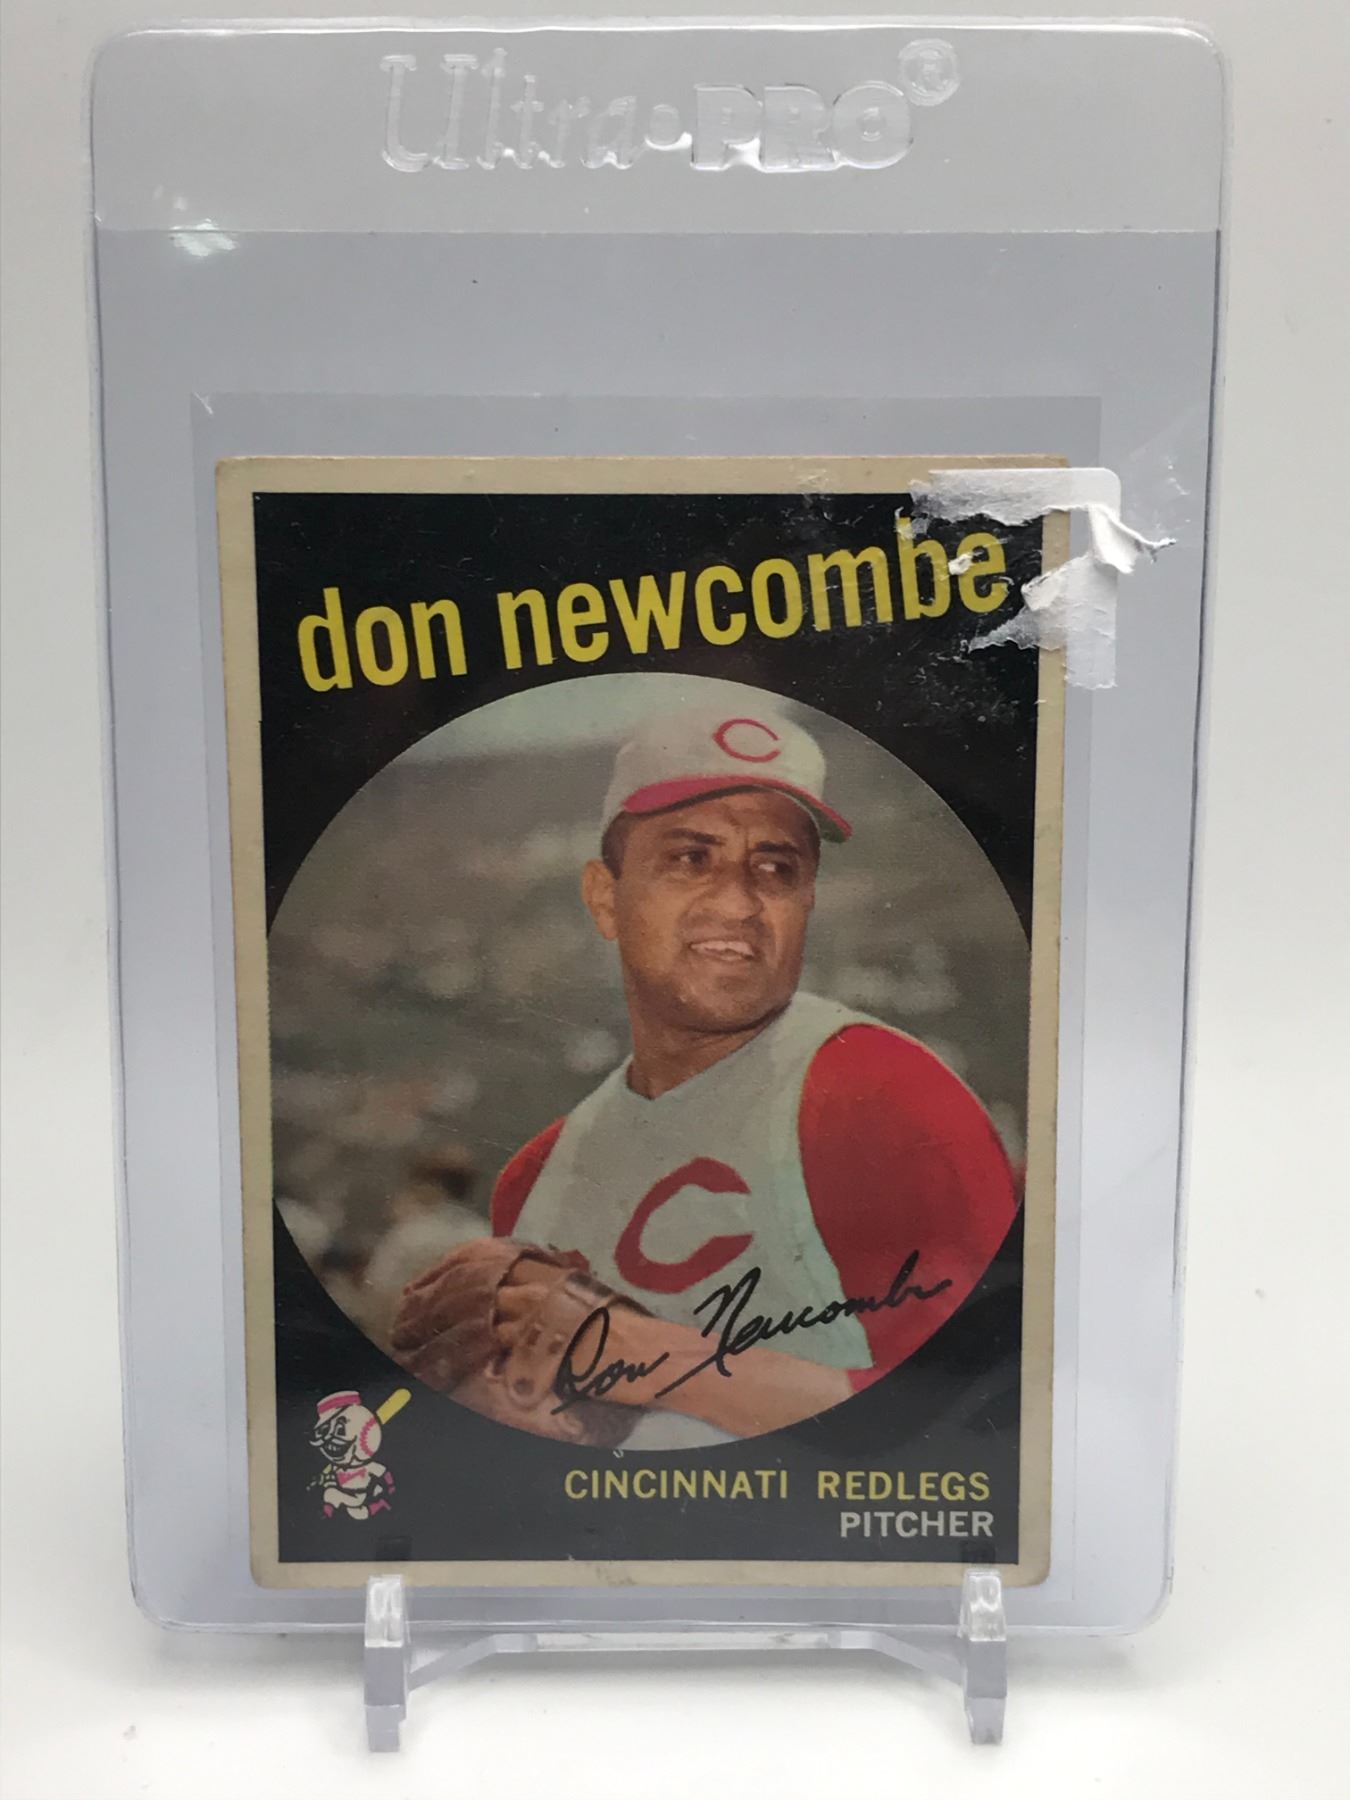 Ultra•PRO®
don newcombe
C
C
Don Newcombe
CINCINNATI REDLEGS
PITCHER